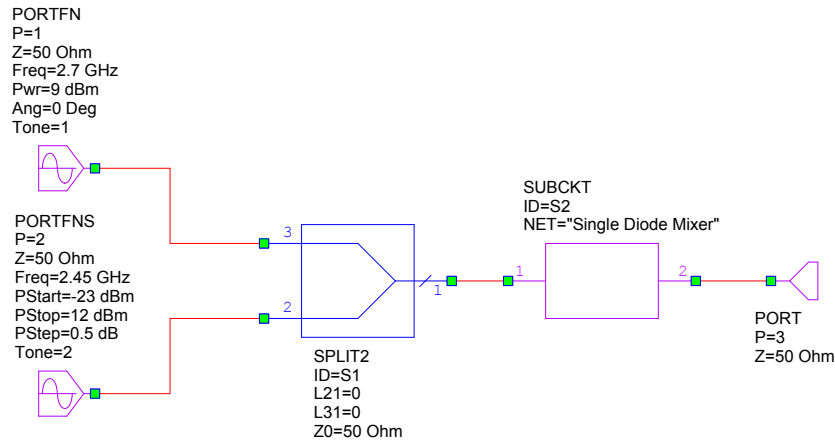 PORTFN
P=1
Z=50 Ohm
Freq=2.7 GHz
Pwr=9 dBm
Ang=0 Deg
Tone=1
PORTFNS
P=2
Z=50 Ohm
Freq=2.45 GHz
PStart=-23 dBm
PStop=12 dBm
PStep=0.5 dB
Tone=2
3
2
1
SPLIT2
ID=S1
L21=0
L31=0
Z0=50 Ohm
SUBCKT
ID=S2
NET="Single Diode Mixer"
1
2
PORT
P=3
Z=50 Ohm